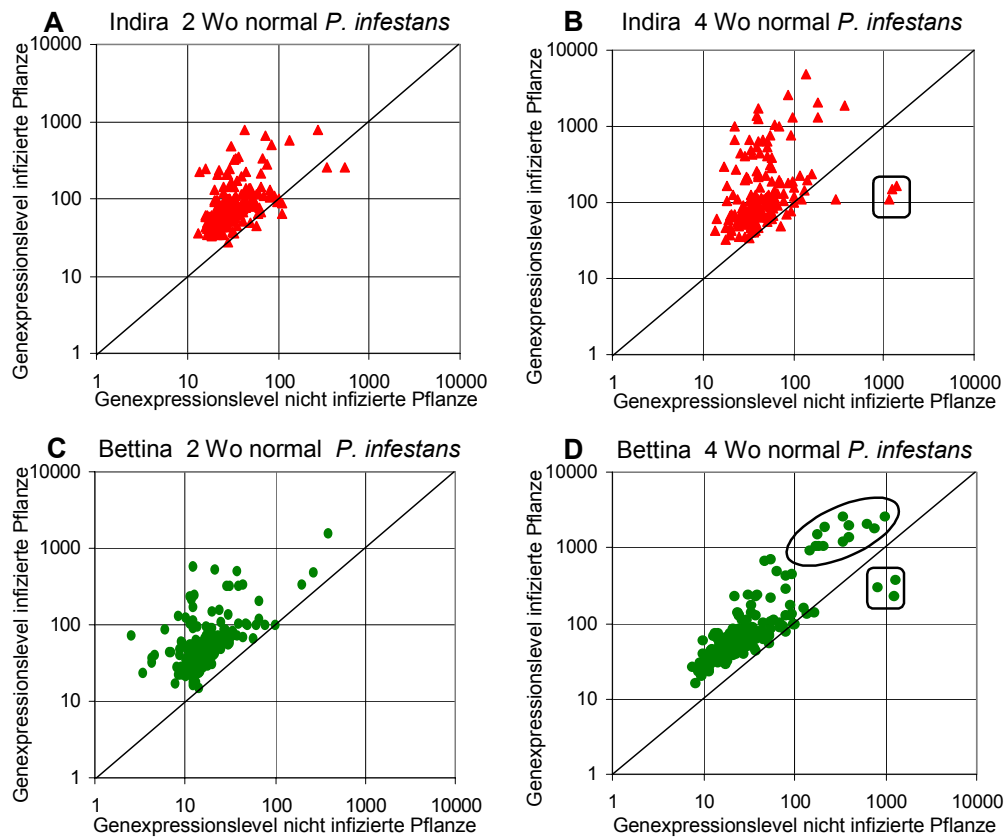 A Indira 2 Wo normal P. infestans
Genexpressionslevel infizierte Pflanze
10000
1000
100
10
1
1 10 100 1000 10000
Genexpressionslevel nicht infizierte Pflanze
B Indira 4 Wo normal P. infestans
Genexpressionslevel infizierte Pflanze
10000
1000
100
10
1
1 10 100 1000 10000
Genexpressionslevel nicht infizierte Pflanze
C Bettina 2 Wo normal P. infestans
Genexpressionslevel infizierte Pflanze
10000
1000
100
10
1
1 10 100 1000 10000
Genexpressionslevel nicht infizierte Pflanze
D Bettina 4 Wo normal P. infestans
Genexpressionslevel infizierte Pflanze
10000
1000
100
10
1
1 10 100 1000 10000
Genexpressionslevel nicht infizierte Pflanze